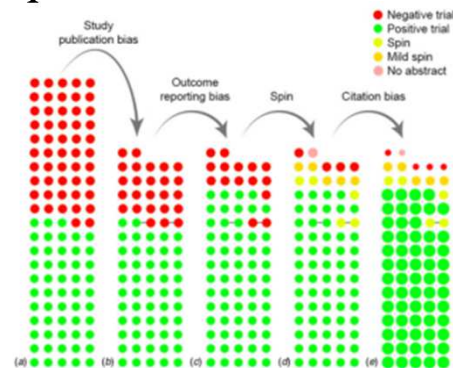 Negative trial
Positive trial
Spin
Mild spin
No abstract
Study
publication bias
Outcome
reporting bias
Spin
Citation bias
(a)
(b)
(c)
(d)
(e)